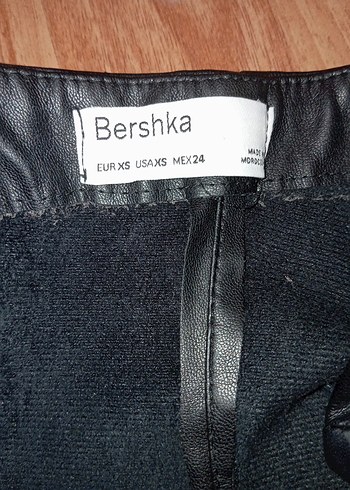 Bershka
EUR XS USA XS MEX 24
MADE IN
MOROCCO